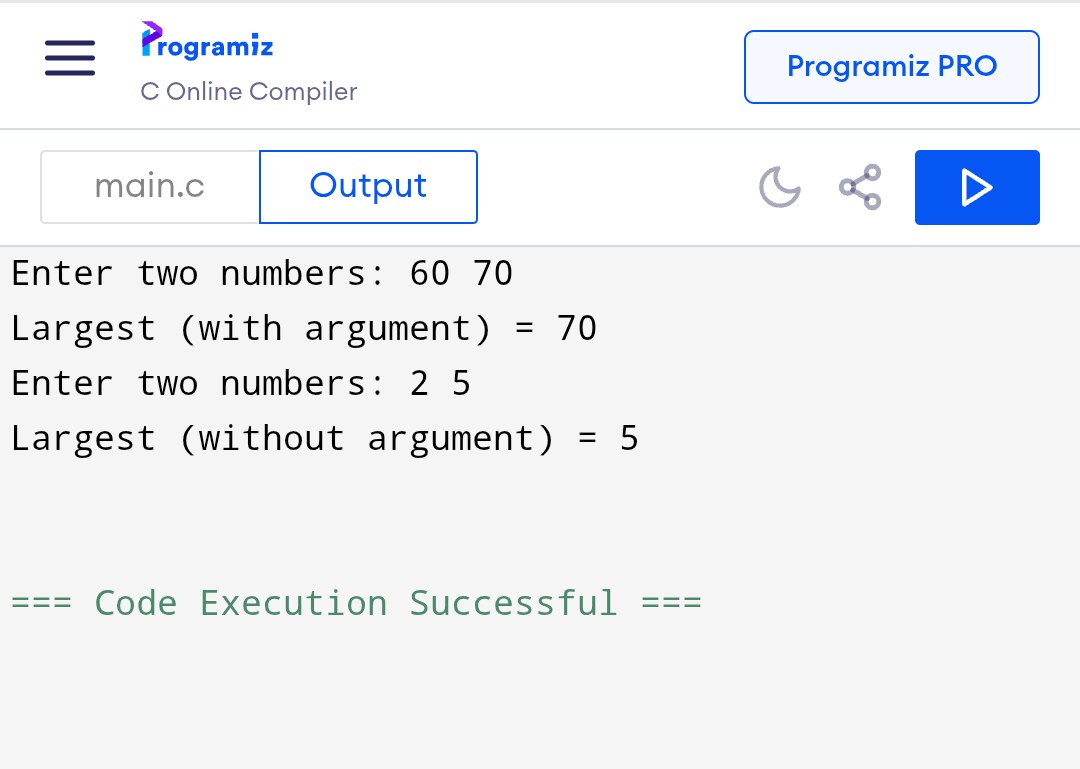 Programiz
C Online Compiler
Programiz PRO
main.c
Output
Enter two numbers: 60 70
Largest (with argument) = 70
Enter two numbers: 2 5
Largest (without argument) = 5
=== Code Execution Successful ===